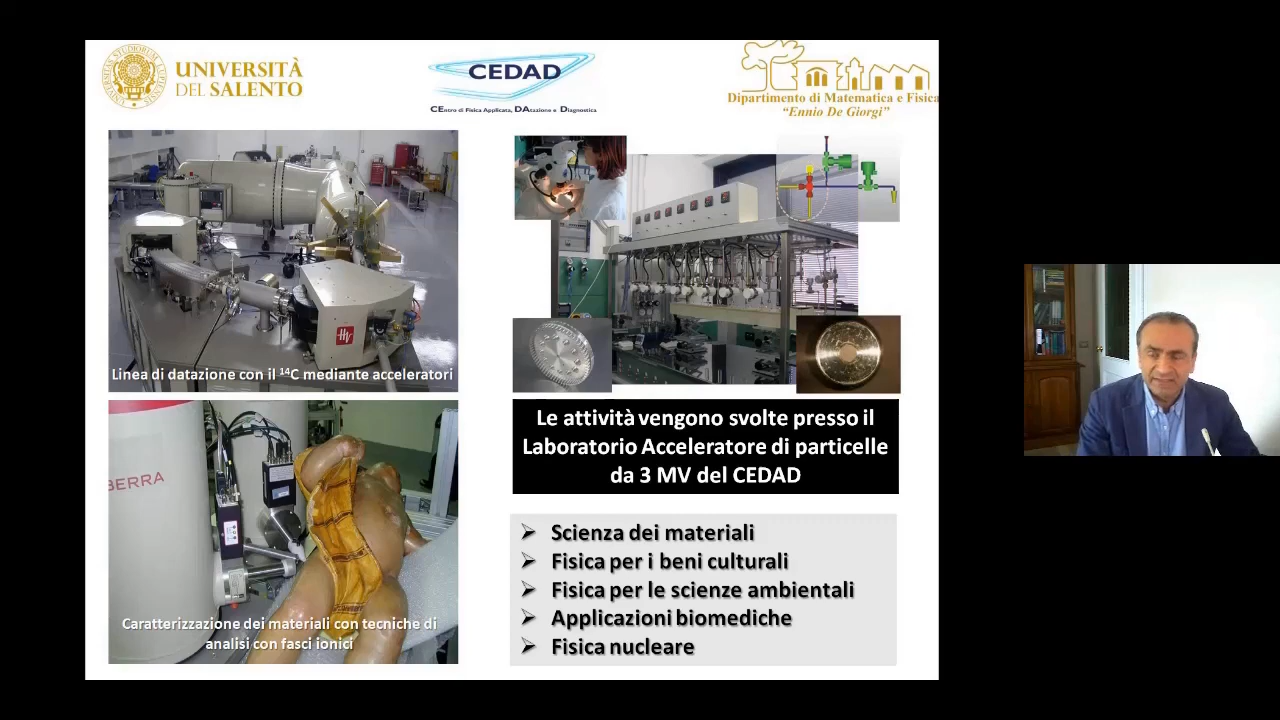 UNIVERSITÀ
DEL SALENTO
CEDAD
CEntro di Fisica Applicata, DAtazione e Diagnostica
Dipartimento di Matematica e Fisica
"Ennio De Giorgi"
Linea di datazione con il ¹⁴C mediante acceleratori
HV
Le attività vengono svolte presso il
Laboratorio Acceleratore di particelle
da 3 MV del CEDAD
BERRA
Caratterizzazione dei materiali con tecniche di
analisi con fasci ionici
➢ Scienza dei materiali
➢ Fisica per i beni culturali
➢ Fisica per le scienze ambientali
➢ Applicazioni biomediche
➢ Fisica nucleare